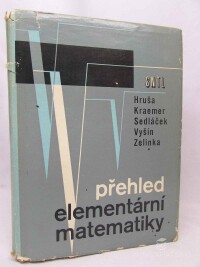 SNTL
Hruša
Kraemer
Sedláček
Vyšín
Zelinka
přehled
elementární
matematiky